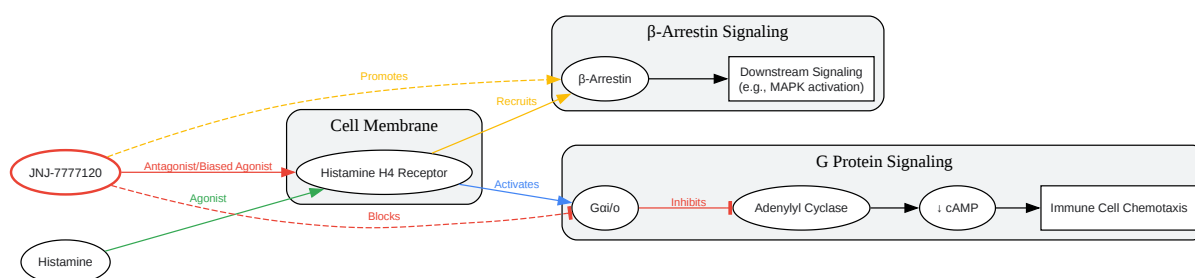 β-Arrestin Signaling
Promotes
β-Arrestin
Downstream Signaling
(e.g., MAPK activation)
Recruits
Cell Membrane
G Protein Signaling
JNJ-7777120
Antagonist/Biased Agonist
Histamine H4 Receptor
Activates
Agonist
Blocks
Gαi/o
Inhibits
Adenylyl Cyclase
↓ cAMP
Immune Cell Chemotaxis
Histamine